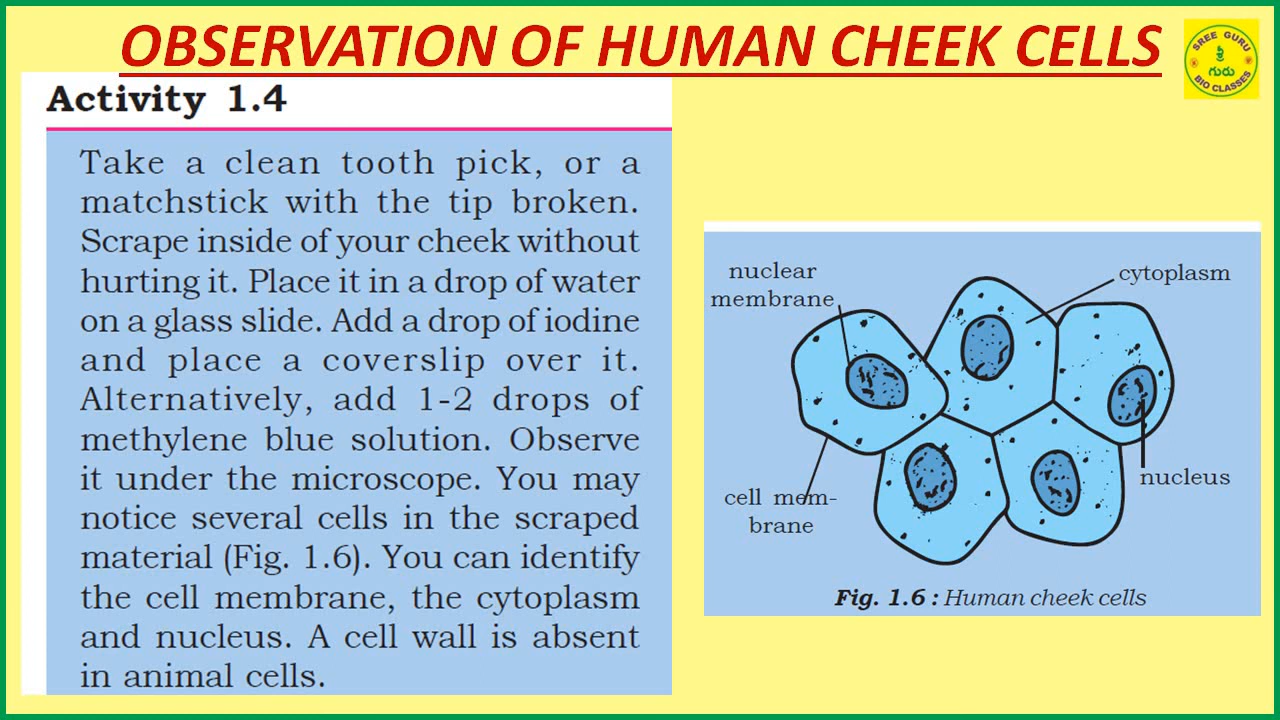 OBSERVATION OF HUMAN CHEEK CELLS
SREE GURU
శ్రీ
గురు
BIO CLASSES
Activity 1.4
Take a clean tooth pick, or a
matchstick with the tip broken.
Scrape inside of your cheek without
hurting it. Place it in a drop of water
on a glass slide. Add a drop of iodine
and place a coverslip over it.
Alternatively, add 1-2 drops of
methylene blue solution. Observe
it under the microscope. You may
notice several cells in the scraped
material (Fig. 1.6). You can identify
the cell membrane, the cytoplasm
and nucleus. A cell wall is absent
in animal cells.
nuclear
membrane
cytoplasm
nucleus
cell mem-
brane
Fig. 1.6 : Human cheek cells